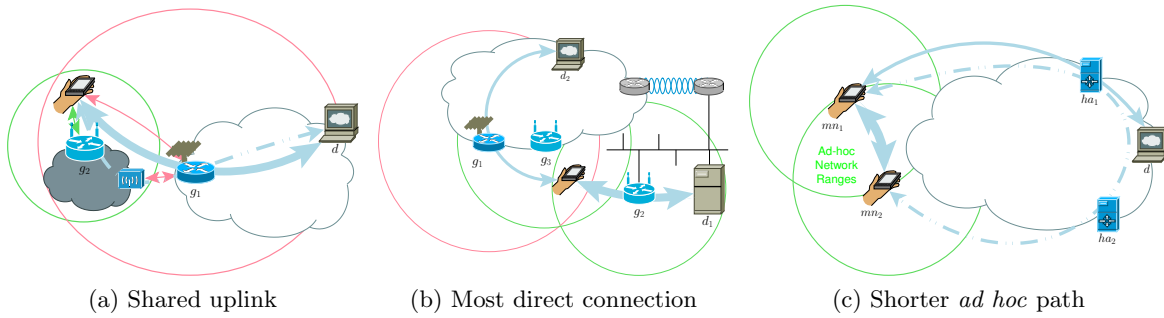 g₂
g₁
d
(a) Shared uplink
d₂
g₁
g₃
g₂
d₁
(b) Most direct connection
ha₁
mn₁
d
Ad-hoc
Network
Ranges
mn₂
ha₂
(c) Shorter ad hoc path